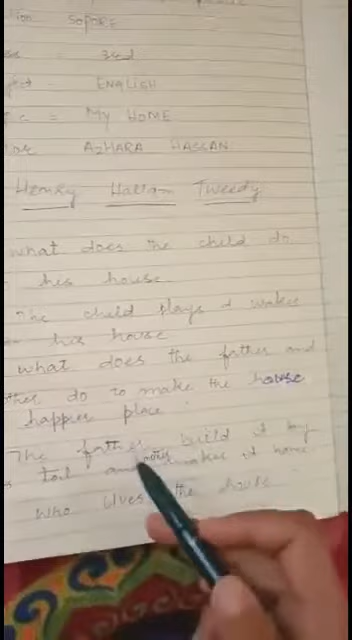 SOPORE
= 3rd
ENGLISH
= MY HOME
AZHARA HASSAN
Henry Hallam Tweedy
what does the child do
his house
The child plays & wakes
his house
what does the father and
do to make the house
happier place
The father build it by
toil and makes it home
who lives the house